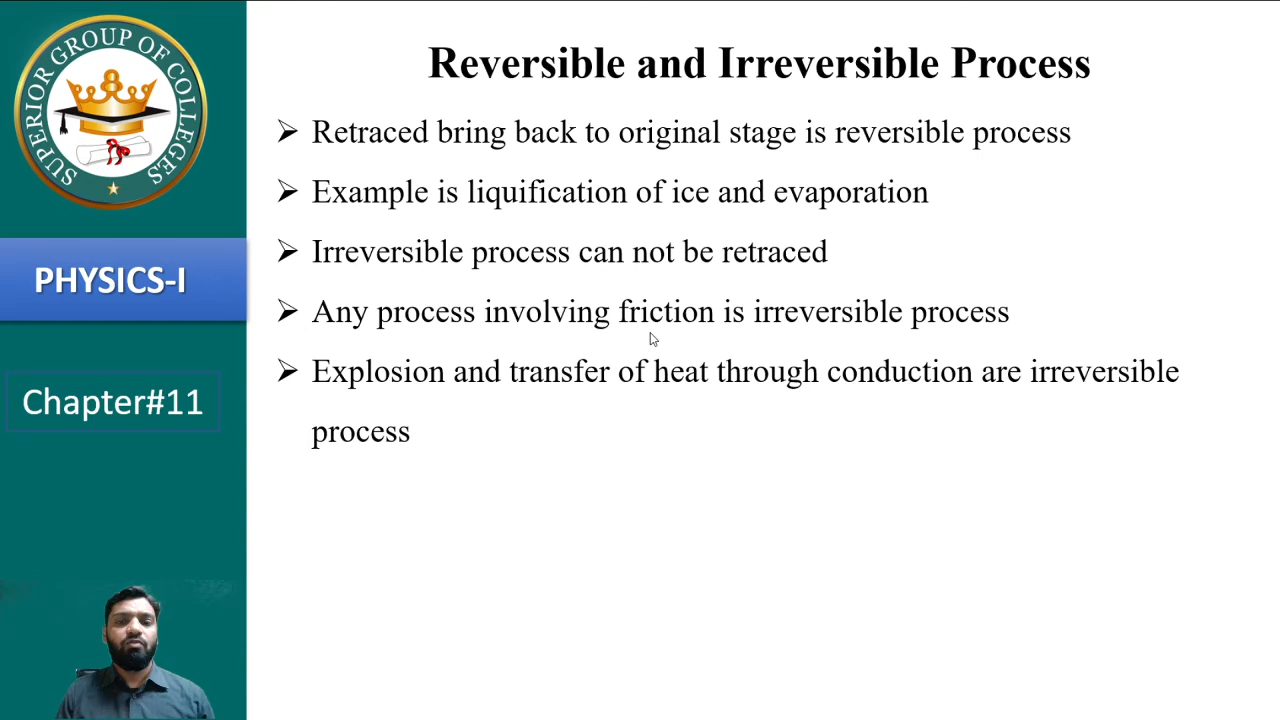 SUPERIOR GROUP OF COLLEGES
PHYSICS-I
Chapter#11
Reversible and Irreversible Process
➢ Retraced bring back to original stage is reversible process
➢ Example is liquification of ice and evaporation
➢ Irreversible process can not be retraced
➢ Any process involving friction is irreversible process
➢ Explosion and transfer of heat through conduction are irreversible
process